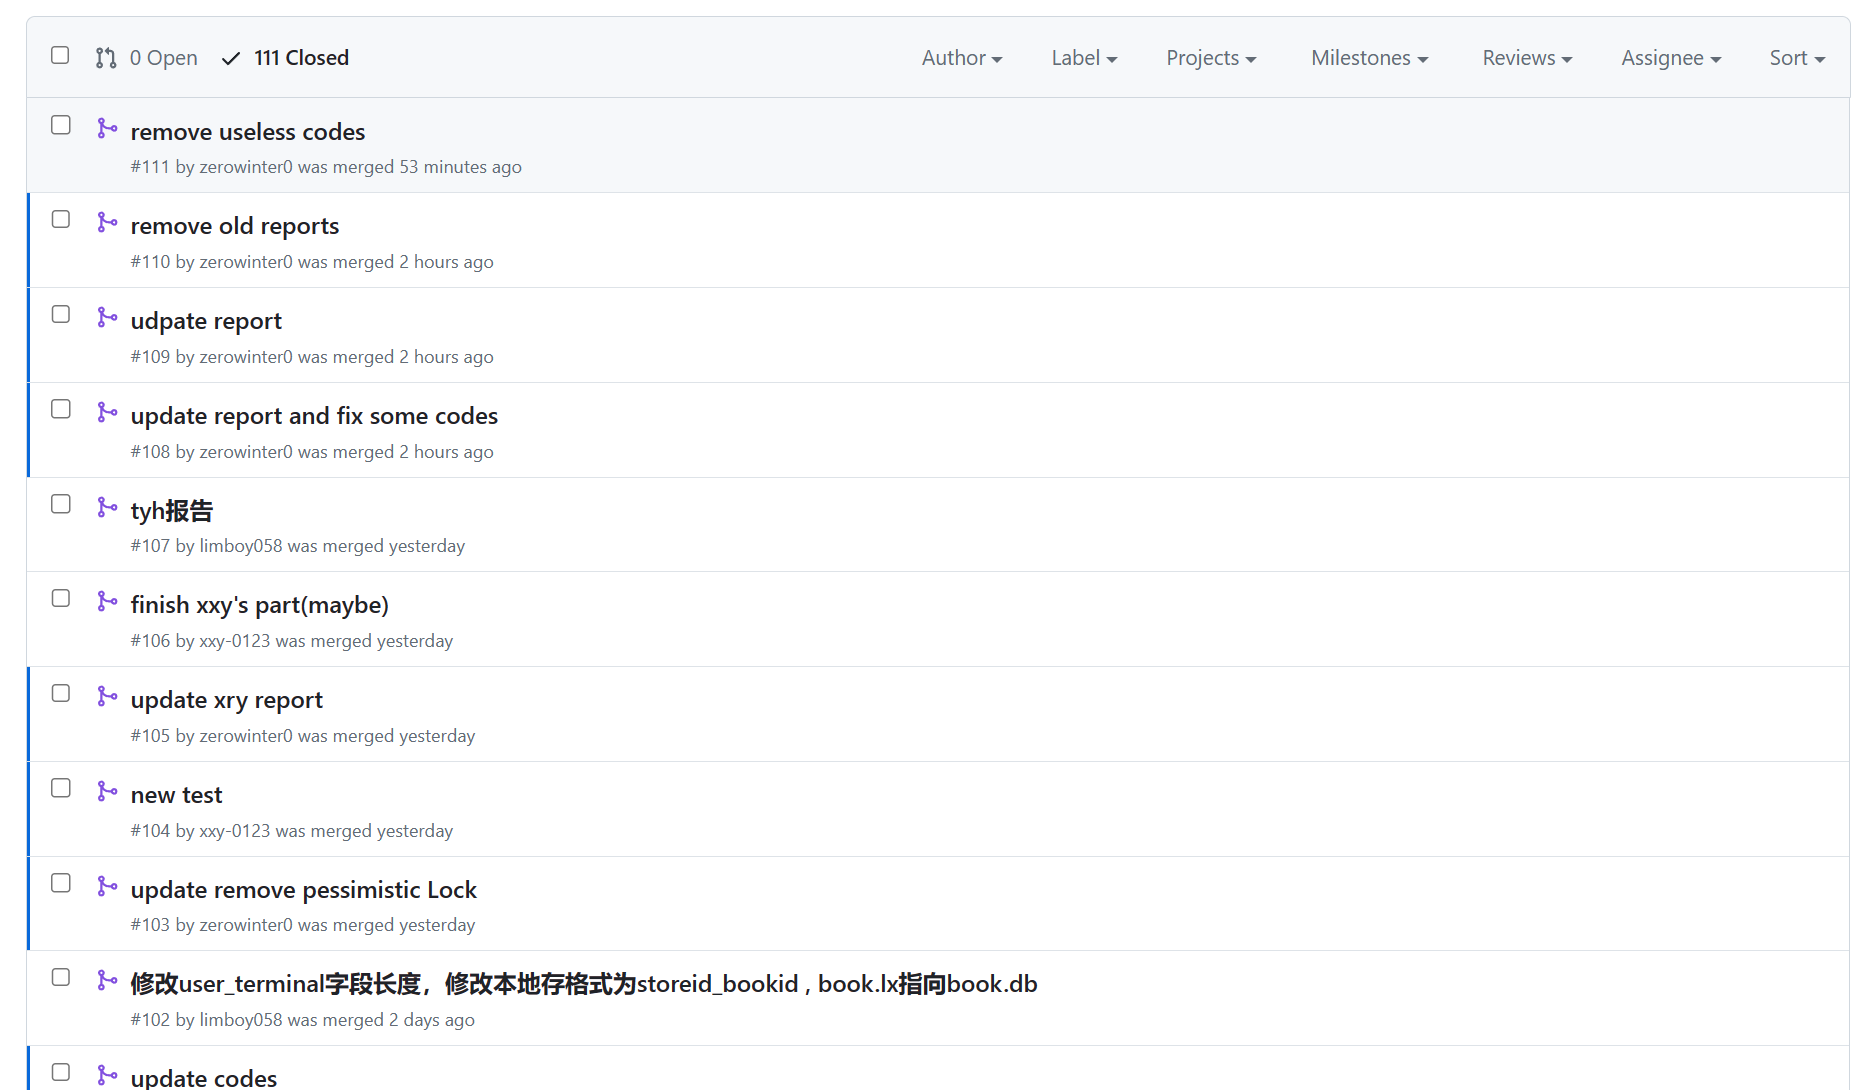 0 Open 111 Closed Author Label Projects Milestones Reviews Assignee Sort
remove useless codes
#111 by zerowinter0 was merged 53 minutes ago
remove old reports
#110 by zerowinter0 was merged 2 hours ago
udpate report
#109 by zerowinter0 was merged 2 hours ago
update report and fix some codes
#108 by zerowinter0 was merged 2 hours ago
tyh报告
#107 by limboy058 was merged yesterday
finish xxy's part(maybe)
#106 by xxy-0123 was merged yesterday
update xry report
#105 by zerowinter0 was merged yesterday
new test
#104 by xxy-0123 was merged yesterday
update remove pessimistic Lock
#103 by zerowinter0 was merged yesterday
修改user_terminal字段长度，修改本地存格式为storeid_bookid , book.lx指向book.db
#102 by limboy058 was merged 2 days ago
update codes